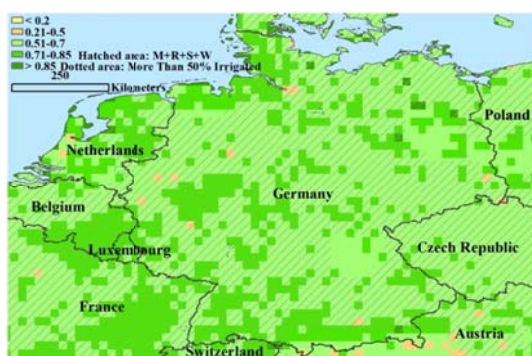 < 0.2
0.21-0.5
0.51-0.7
0.71-0.85 Hatched area: M+R+S+W
> 0.85 Dotted area: More Than 50% Irrigated
250
Kilometers
Poland
Netherlands
Germany
Belgium
Luxembourg
Czech Republic
France
Austria
Switzerland